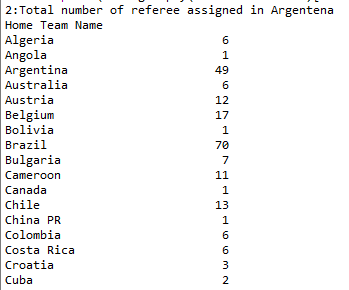 2:Total number of referee assigned in Argentena
Home Team Name
Algeria 6
Angola 1
Argentina 49
Australia 6
Austria 12
Belgium 17
Bolivia 1
Brazil 70
Bulgaria 7
Cameroon 11
Canada 1
Chile 13
China PR 1
Colombia 6
Costa Rica 6
Croatia 3
Cuba 2